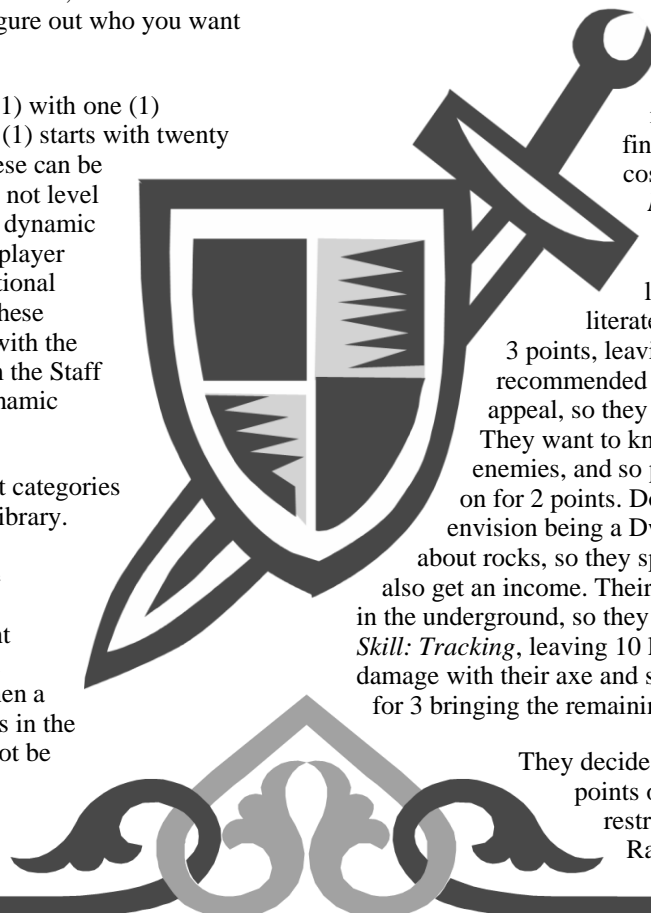 gure out who you want
1) with one (1)
(1) starts with twenty
ese can be
not level
dynamic
player
tional
hese
with the
n the Staff
namic
t categories
ibrary.
nt
en a
s in the
ot be
fin
cos
l
literate
3 points, leavi
recommended
appeal, so they
They want to kn
enemies, and so p
on for 2 points. Do
envision being a Dw
about rocks, so they sp
also get an income. Their
in the underground, so they
Skill: Tracking, leaving 10
damage with their axe and s
for 3 bringing the remaini
They decide
points o
restr
Ra